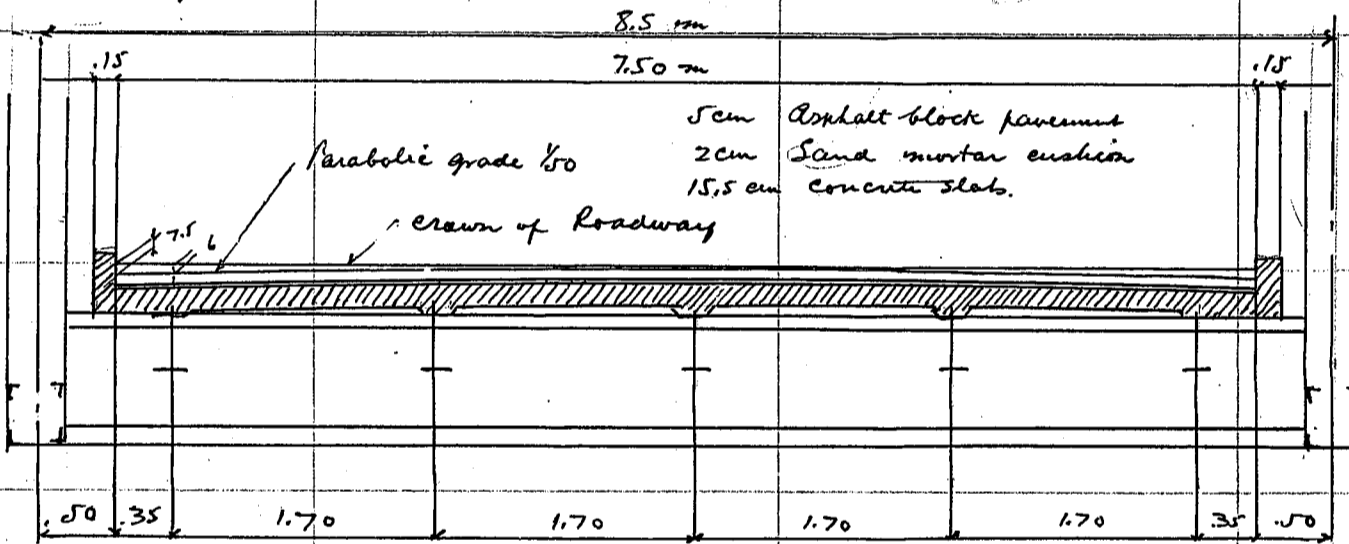 8.5 m
.15 7.50 m .15
5 cm Asphalt block pavement
Parabolic grade 1/50
2 cm Sand mortar cushion
15,5 cm concrete slab.
crown of Roadway
7.5 6
.50 .35 1.70 1.70 1.70 1.70 .35 .50